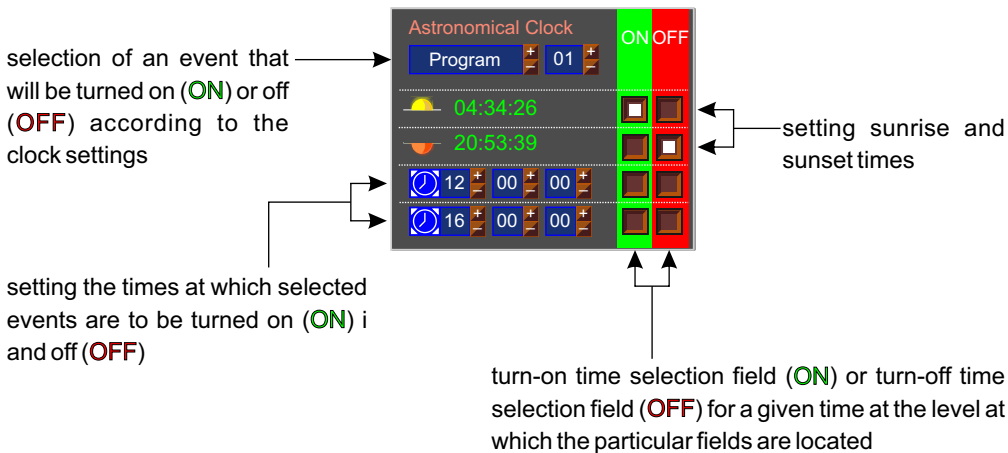 selection of an event that
will be turned on (ON) or off
(OFF) according to the
clock settings
Astronomical Clock
ON OFF
Program + − 01 + −
04:34:26
20:53:39
12 + − 00 + − 00 + −
16 + − 00 + − 00 + −
setting sunrise and
sunset times
setting the times at which selected
events are to be turned on (ON) i
and off (OFF)
turn-on time selection field (ON) or turn-off time
selection field (OFF) for a given time at the level at
which the particular fields are located